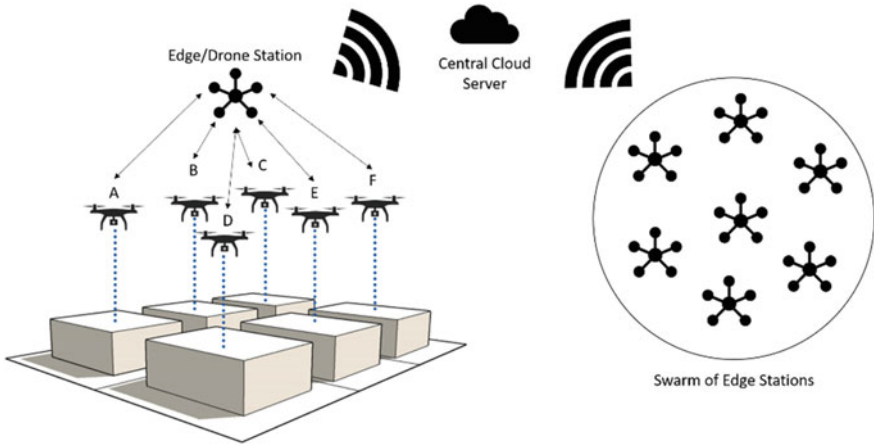 Edge/Drone Station
Central Cloud
Server
A
B
C
D
E
F
Swarm of Edge Stations